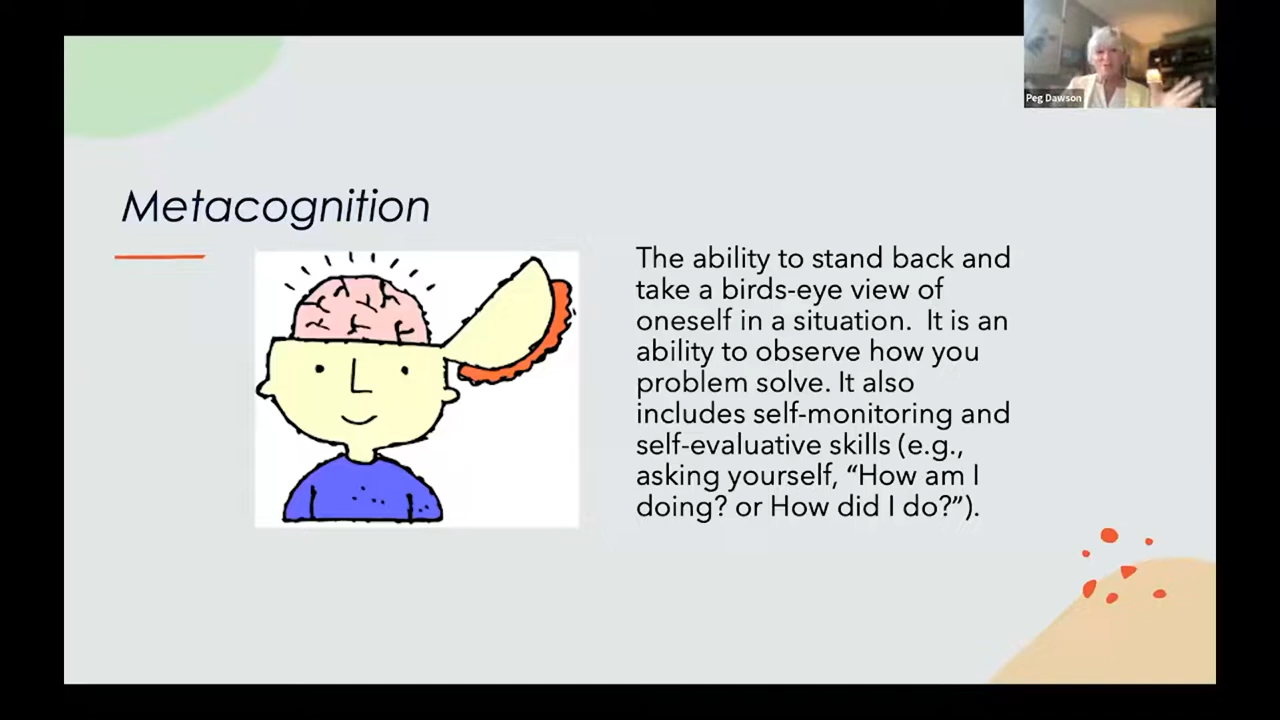 Peg Dawson
Metacognition
The ability to stand back and
take a birds-eye view of
oneself in a situation.  It is an
ability to observe how you
problem solve. It also
includes self-monitoring and
self-evaluative skills (e.g.,
asking yourself, “How am I
doing? or How did I do?”).